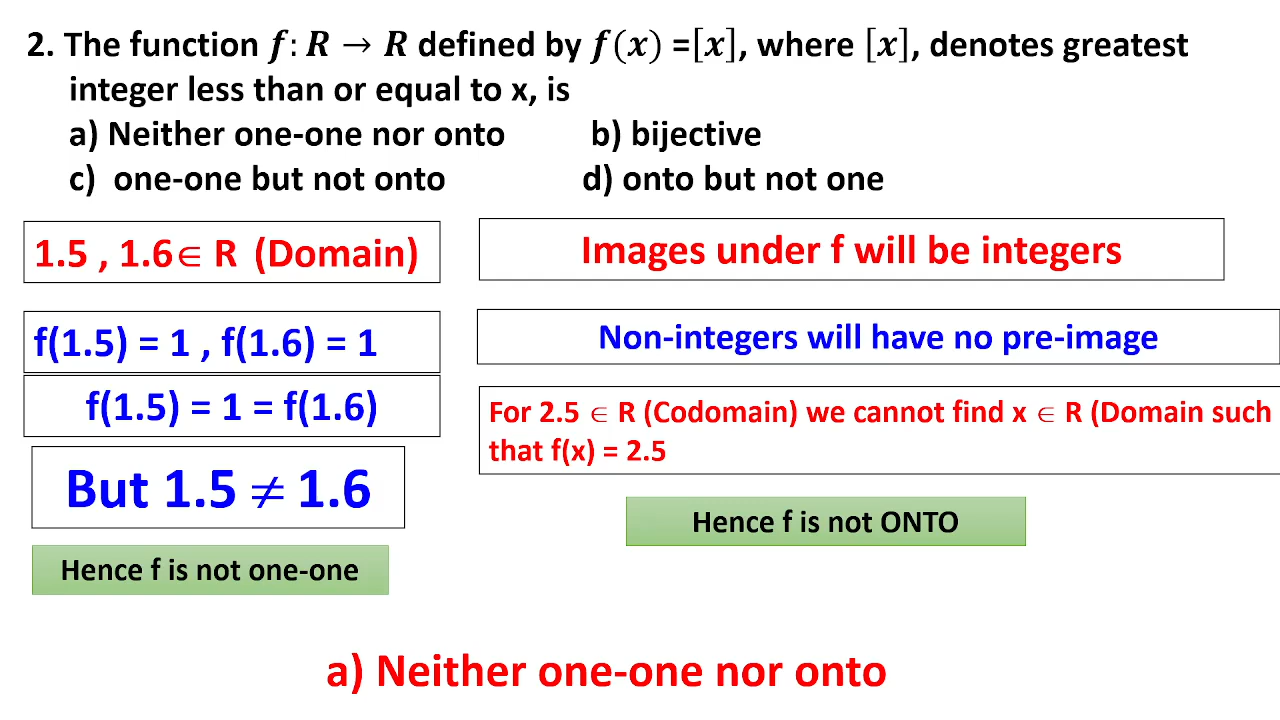 2. The function f: R → R defined by f(x) =[x], where [x], denotes greatest
integer less than or equal to x, is
a) Neither one-one nor onto b) bijective
c) one-one but not onto d) onto but not one
1.5 , 1.6∈ R (Domain)
f(1.5) = 1 , f(1.6) = 1
f(1.5) = 1 = f(1.6)
But 1.5 ≠ 1.6
Hence f is not one-one
Images under f will be integers
Non-integers will have no pre-image
For 2.5 ∈ R (Codomain) we cannot find x ∈ R (Domain such
that f(x) = 2.5
Hence f is not ONTO
a) Neither one-one nor onto